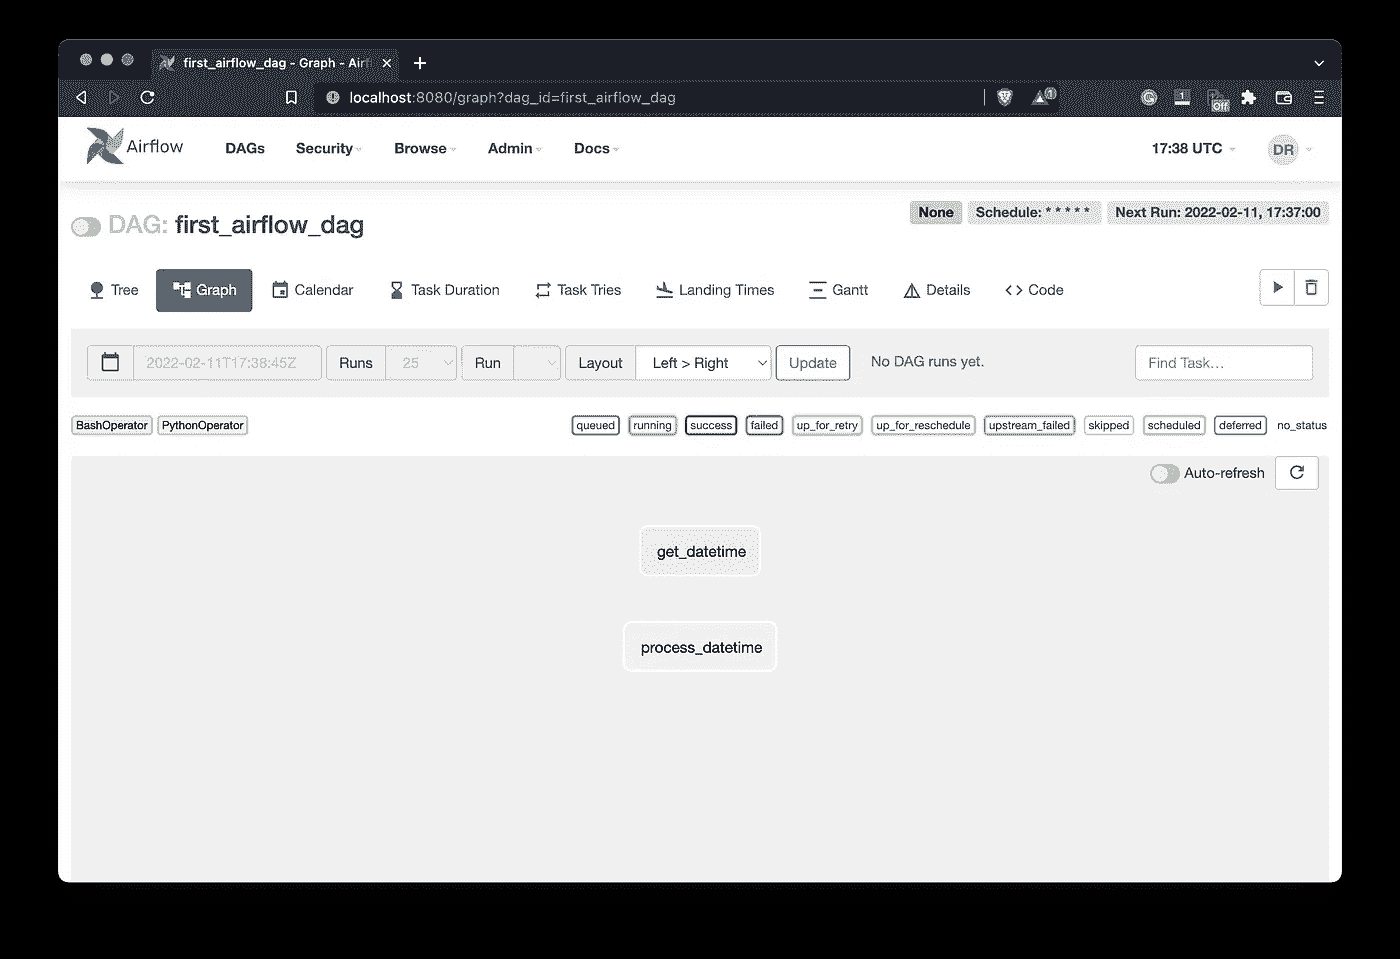 first_airflow_dag - Graph - Airf
localhost:8080/graph?dag_id=first_airflow_dag
1
1
Off
Airflow DAGs Security Browse Admin Docs 17:38 UTC DR
DAG: first_airflow_dag
None Schedule: * * * * * Next Run: 2022-02-11, 17:37:00
Tree Graph Calendar Task Duration Task Tries Landing Times Gantt Details Code
2022-02-11T17:38:45Z Runs 25 Run Layout Left > Right Update No DAG runs yet. Find Task...
BashOperator PythonOperator queued running success failed up_for_retry up_for_reschedule upstream_failed skipped scheduled deferred no_status
Auto-refresh
get_datetime
process_datetime